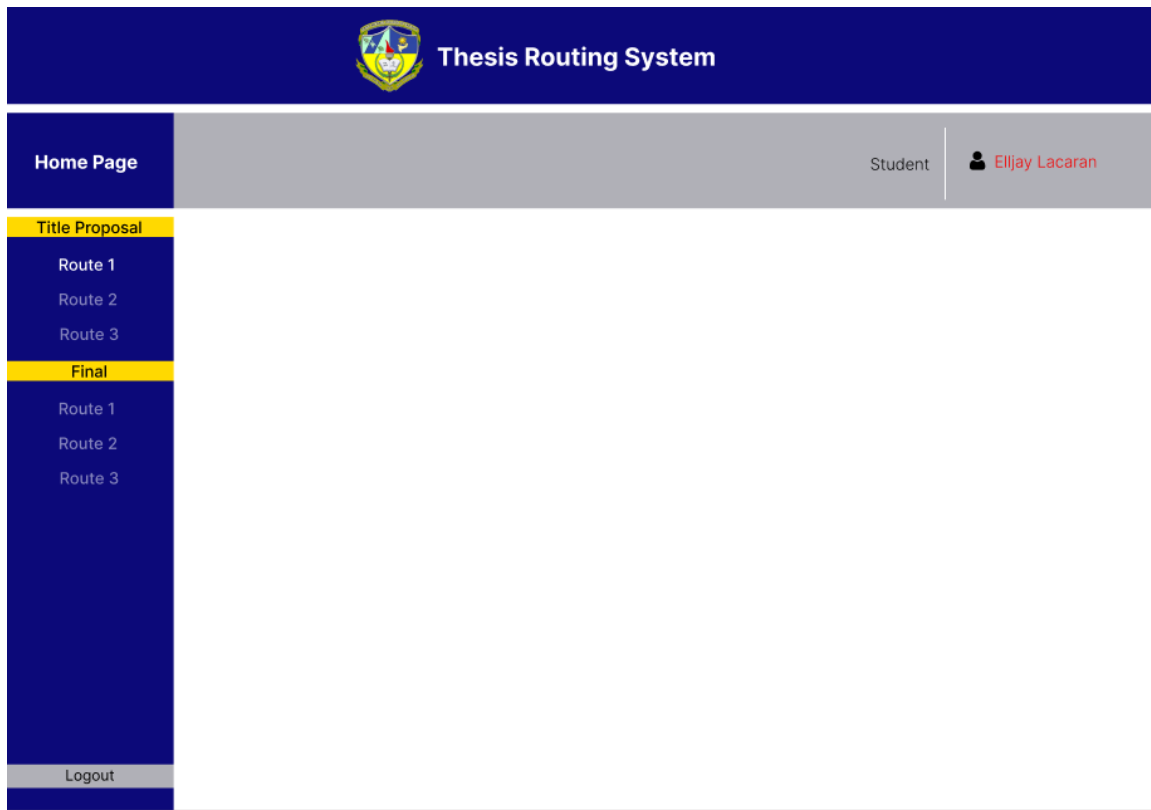 Thesis Routing System
Home Page
Student
Elljay Lacaran
Title Proposal
Route 1
Route 2
Route 3
Final
Route 1
Route 2
Route 3
Logout